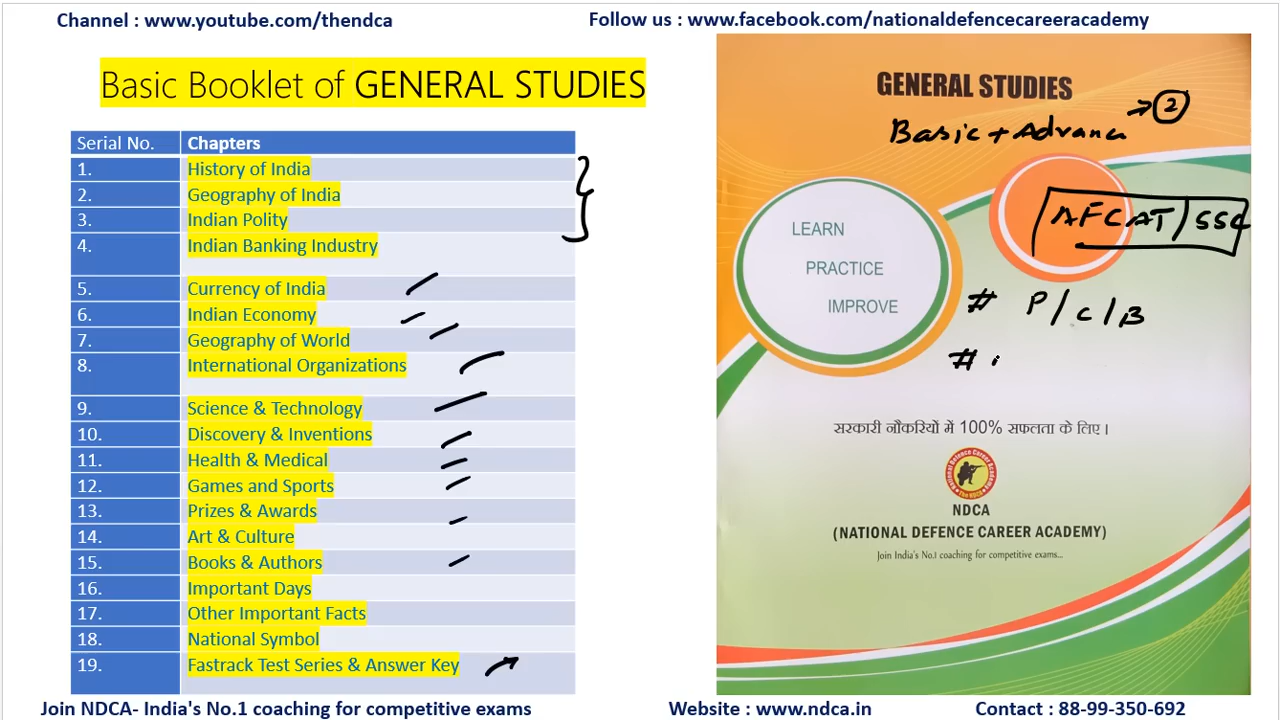 Channel : www.youtube.com/thendca
Follow us : www.facebook.com/nationaldefencecareeracademy
Basic Booklet of GENERAL STUDIES
Serial No. Chapters
1. History of India
2. Geography of India
3. Indian Polity
4. Indian Banking Industry
5. Currency of India
6. Indian Economy
7. Geography of World
8. International Organizations
9. Science & Technology
10. Discovery & Inventions
11. Health & Medical
12. Games and Sports
13. Prizes & Awards
14. Art & Culture
15. Books & Authors
16. Important Days
17. Other Important Facts
18. National Symbol
19. Fastrack Test Series & Answer Key
GENERAL STUDIES
Basic + Advance → 2
AFCAT/SSC
LEARN
PRACTICE
IMPROVE
# P/C/B
#
सरकारी नौकरियों में 100% सफलता के लिए।
National Defence Career Academy
The NDCA
NDCA
(NATIONAL DEFENCE CAREER ACADEMY)
Join India's No.1 coaching for competitive exams...
Join NDCA- India's No.1 coaching for competitive exams
Website : www.ndca.in
Contact : 88-99-350-692